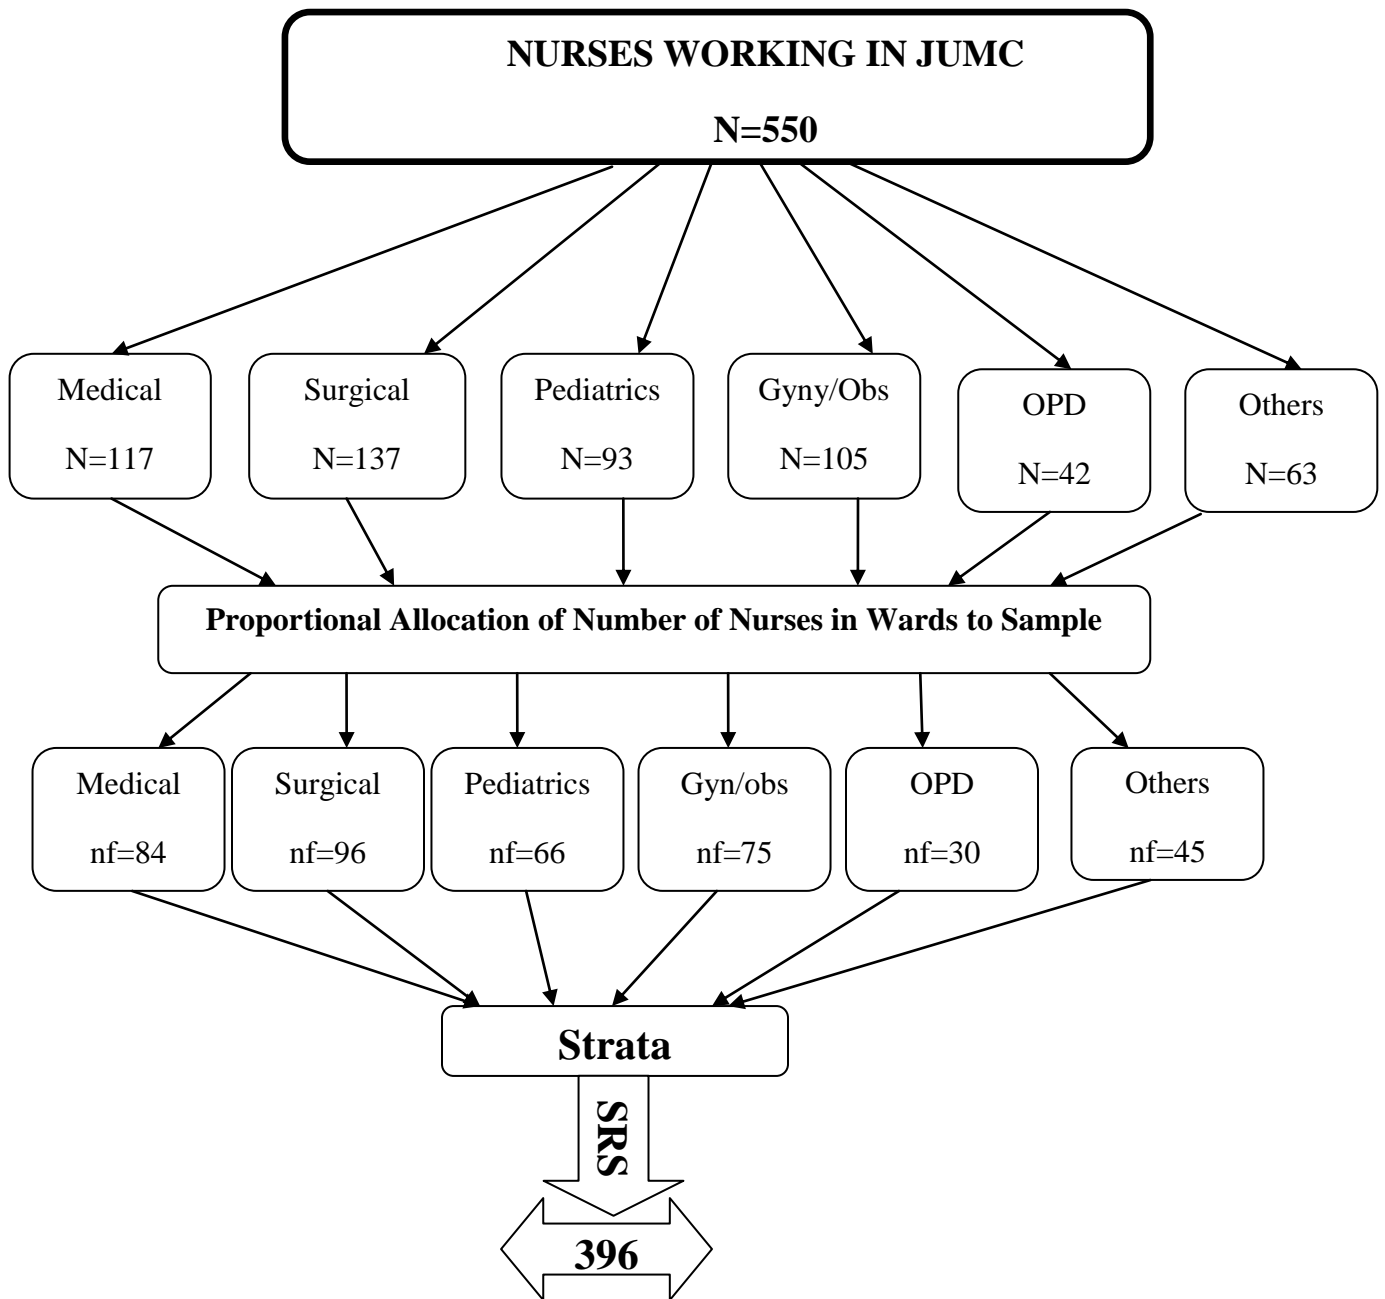 NURSES WORKING IN JUMC
N=550
Medical
N=117
Surgical
N=137
Pediatrics
N=93
Gyny/Obs
N=105
OPD
N=42
Others
N=63
Proportional Allocation of Number of Nurses in Wards to Sample
Medical
nf=84
Surgical
nf=96
Pediatrics
nf=66
Gyn/obs
nf=75
OPD
nf=30
Others
nf=45
Strata
SRS
396